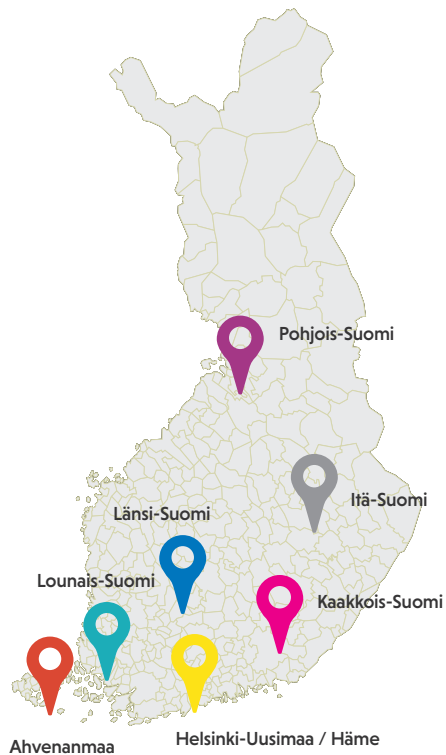 Pohjois-Suomi
Itä-Suomi
Länsi-Suomi
Lounais-Suomi
Kaakkois-Suomi
Helsinki-Uusimaa / Häme
Ahvenanmaa